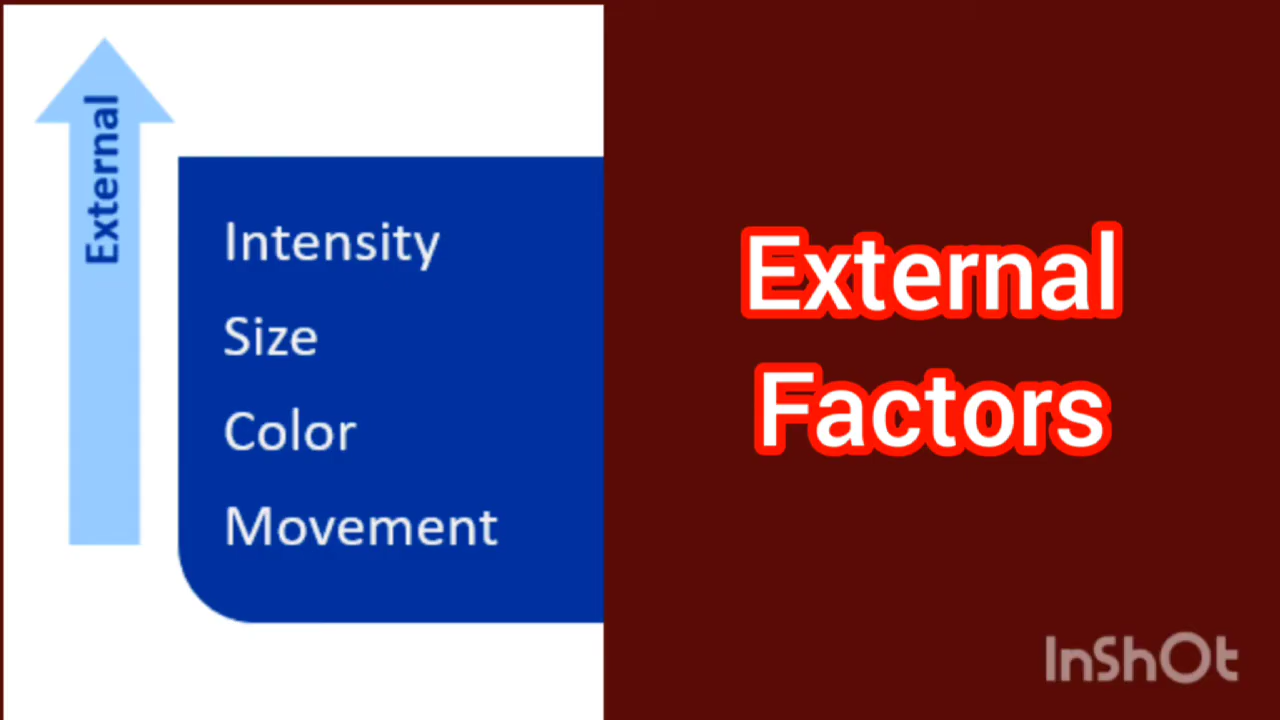 External
Intensity
Size
Color
Movement
External
Factors
InShOt